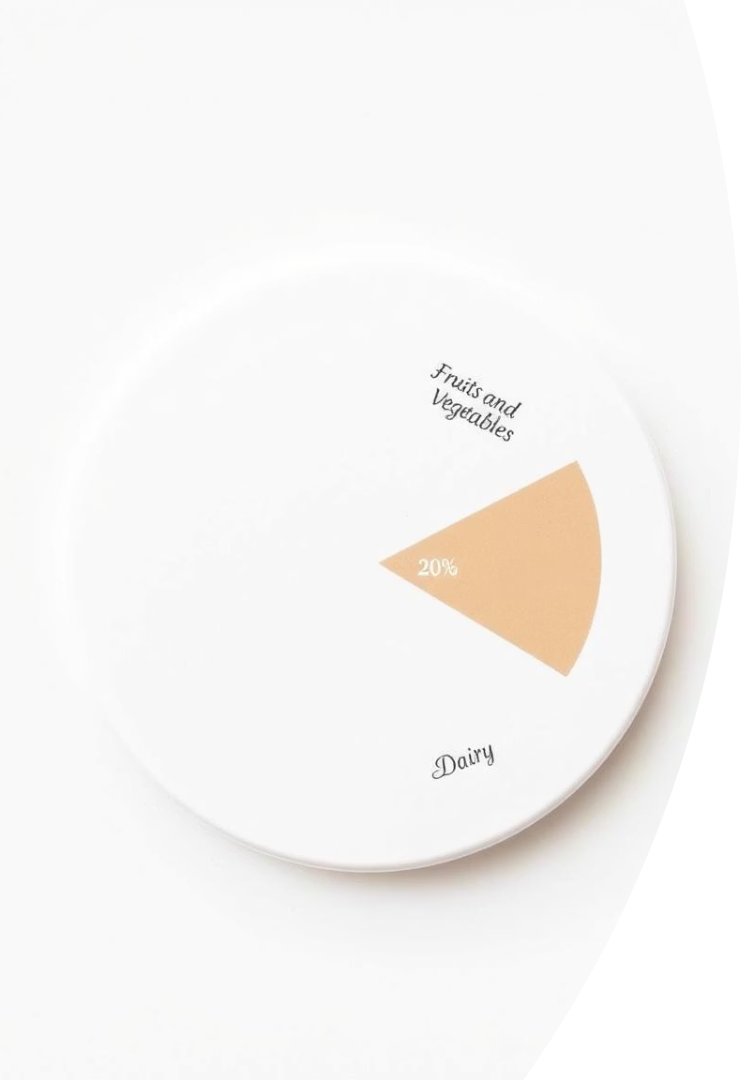 Fruits and
Vegetables
20%
Dairy